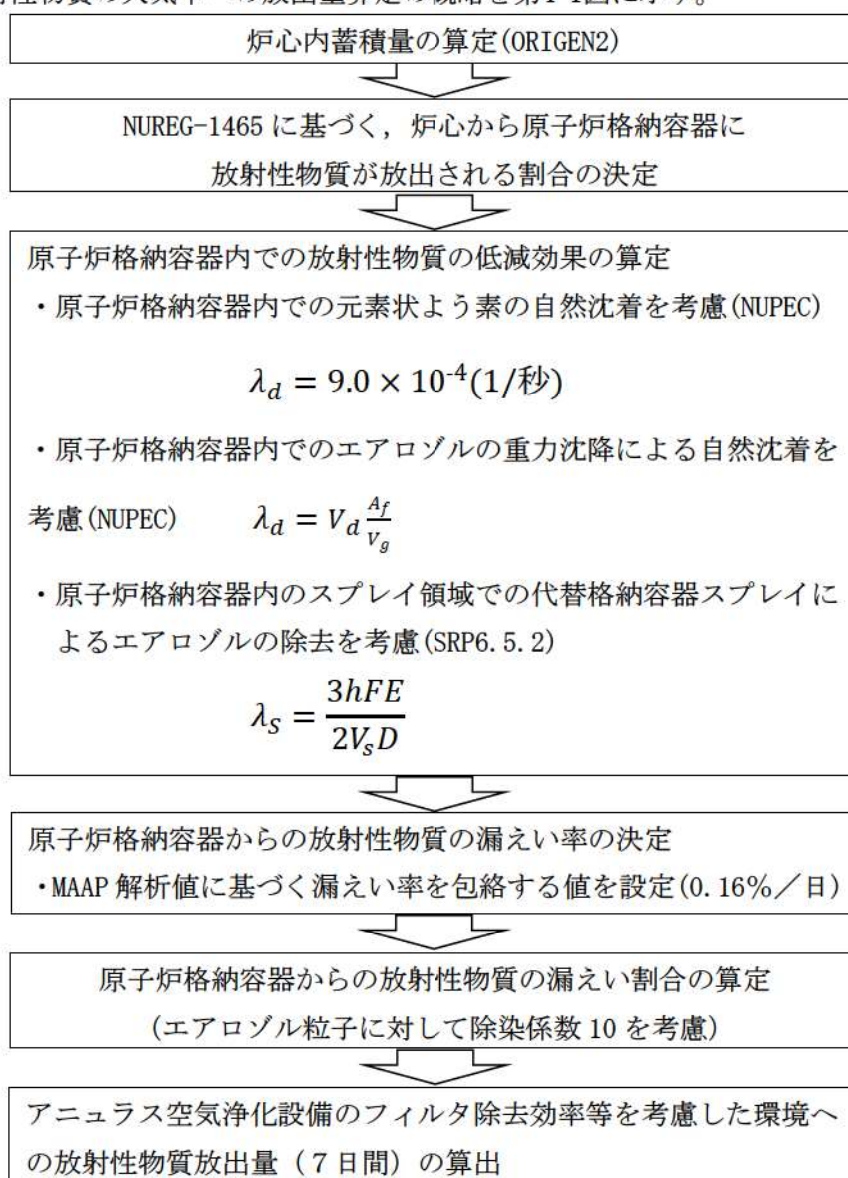 炉心内蓄積量の算定(ORIGEN2)
NUREG-1465 に基づく，炉心から原子炉格納容器に
放射性物質が放出される割合の決定
原子炉格納容器内での放射性物質の低減効果の算定
・原子炉格納容器内での元素状よう素の自然沈着を考慮(NUPEC)
λ_d = 9.0 × 10^-4(1/秒)
・原子炉格納容器内でのエアロゾルの重力沈降による自然沈着を
考慮(NUPEC) λ_d = V_d A_f/V_g
・原子炉格納容器内のスプレイ領域での代替格納容器スプレイに
よるエアロゾルの除去を考慮(SRP6.5.2)
λ_S = 3hFE/2V_sD
原子炉格納容器からの放射性物質の漏えい率の決定
・MAAP 解析値に基づく漏えい率を包絡する値を設定(0.16%／日)
原子炉格納容器からの放射性物質の漏えい割合の算定
(エアロゾル粒子に対して除染係数 10 を考慮)
アニュラス空気浄化設備のフィルタ除去効率等を考慮した環境へ
の放射性物質放出量（７日間）の算出